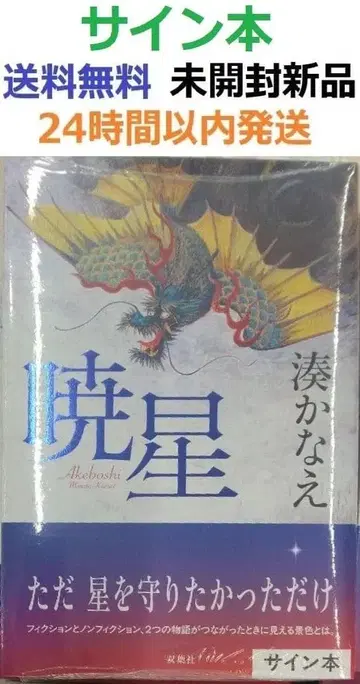 サイン本
送料無料 未開封新品
24時間以内発送
湊かなえ
暁星
Akeboshi
Minato Kanae
ただ 星を守りたかっただけ
フィクションとノンフィクション、2つの物語がつながったときに見える景色とは。
双葉社
サイン本